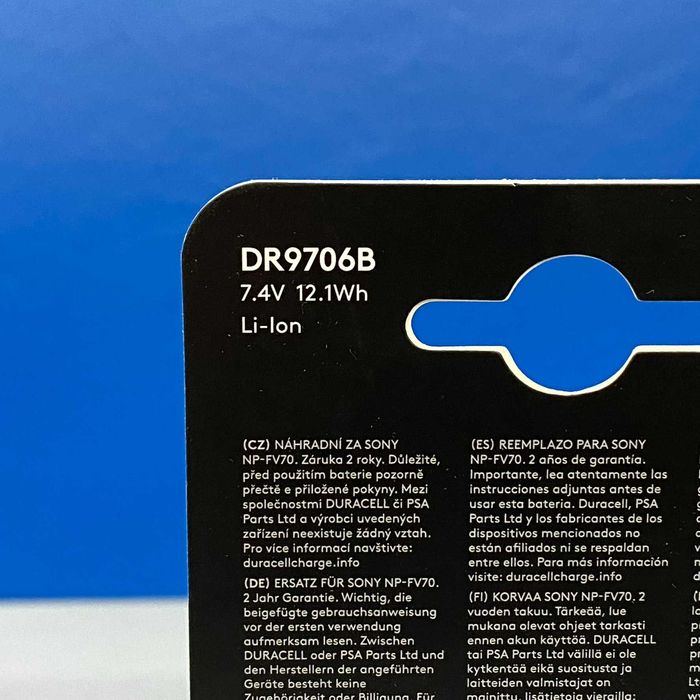 DR9706B
7.4V 12.1Wh
Li-Ion
(CZ) NÁHRADNÍ ZA SONY
NP-FV70. Záruka 2 roky. Důležité,
před použitím baterie pozorně
přečtě e přiložené pokyny. Mezi
společnostmi DURACELL či PSA
Parts Ltd a výrobci uvedených
zařízení neexistuje žádný vztah.
Pro více informací navštivte:
duracellcharge.info
(DE) ERSATZ FÜR SONY NP-FV70.
2 Jahr Garantie. Wichtig, die
beigefügte gebrauchsanweisung
vor der ersten verwendung
aufmerksam lesen. Zwischen
DURACELL oder PSA Parts Ltd und
den Herstellern der angeführten
Geräte besteht keine
Zugehörigkeit oder Billigung. Für
(ES) REEMPLAZO PARA SONY
NP-FV70. 2 años de garantía.
Importante, lea atentamente las
instrucciones adjuntas antes de
usar esta batería. Duracell, PSA
Parts Ltd y los fabricantes de los
dispositivos mencionados no
están afiliados ni se respaldan
entre ellos. Para más información
visite: duracellcharge.info
(FI) KORVAA SONY NP-FV70. 2
vuoden takuu. Tärkeää, lue
mukana olevat ohjeet tarkasti
ennen akun käyttöä. DURACELL
tai PSA Parts Ltd välillä ei ole
kytkentää eikä suositusta ja
laitteiden valmistajat on
mainittu. lisätietoja vierailla: